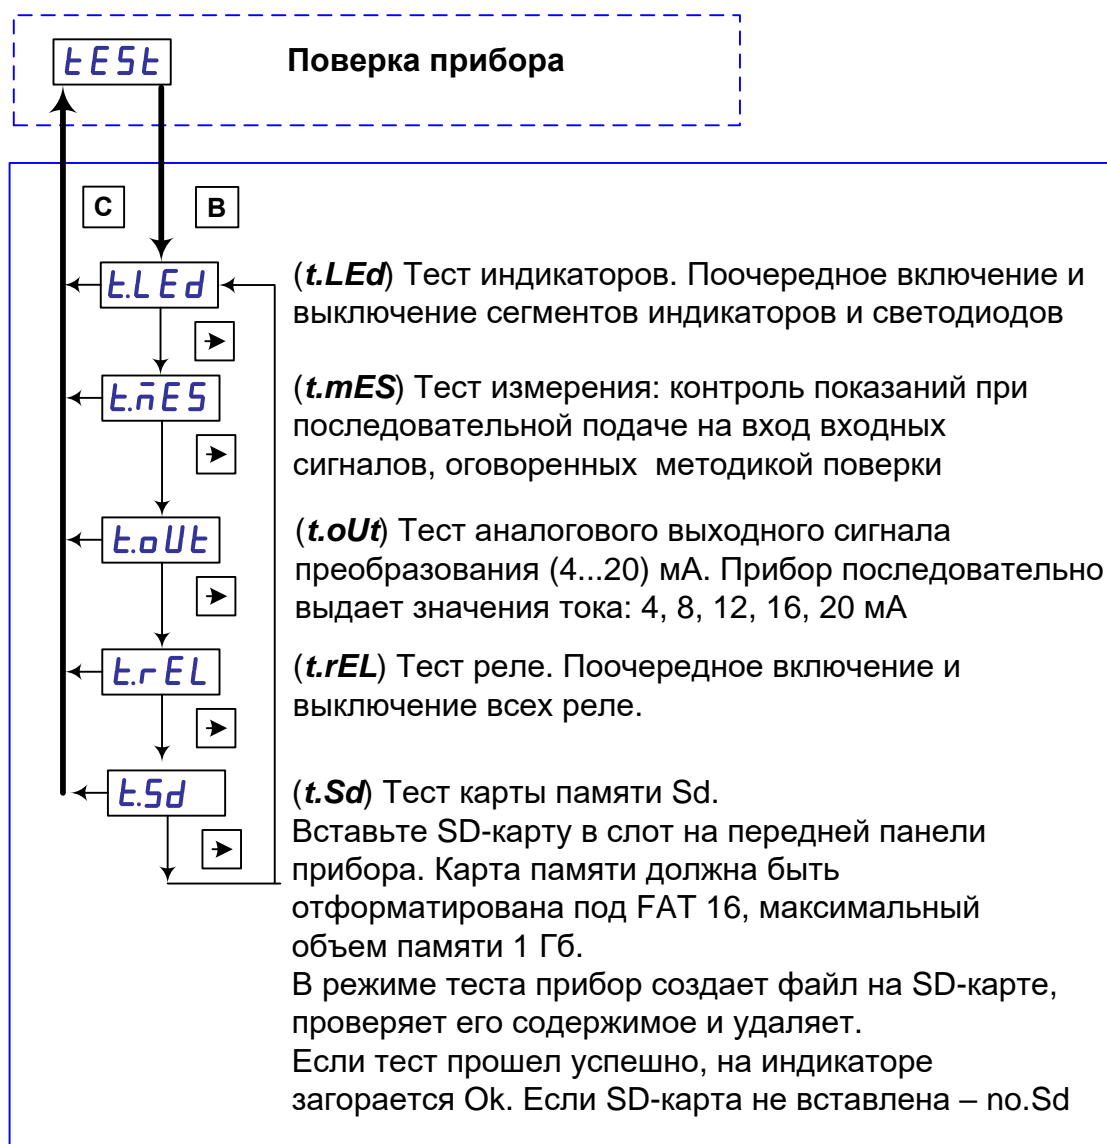 tESt Поверка прибора
C B
t.LEd (t.LEd) Тест индикаторов. Поочередное включение и
выключение сегментов индикаторов и светодиодов
t.n̄ES (t.mES) Тест измерения: контроль показаний при
последовательной подаче на вход входных
сигналов, оговоренных методикой поверки
t.oUt (t.oUt) Тест аналогового выходного сигнала
преобразования (4...20) мА. Прибор последовательно
выдает значения тока: 4, 8, 12, 16, 20 мА
t.rEL (t.rEL) Тест реле. Поочередное включение и
выключение всех реле.
t.Sd (t.Sd) Тест карты памяти Sd.
Вставьте SD-карту в слот на передней панели
прибора. Карта памяти должна быть
отформатирована под FAT 16, максимальный
объем памяти 1 Гб.
В режиме теста прибор создает файл на SD-карте,
проверяет его содержимое и удаляет.
Если тест прошел успешно, на индикаторе
загорается Ok. Если SD-карта не вставлена – no.Sd